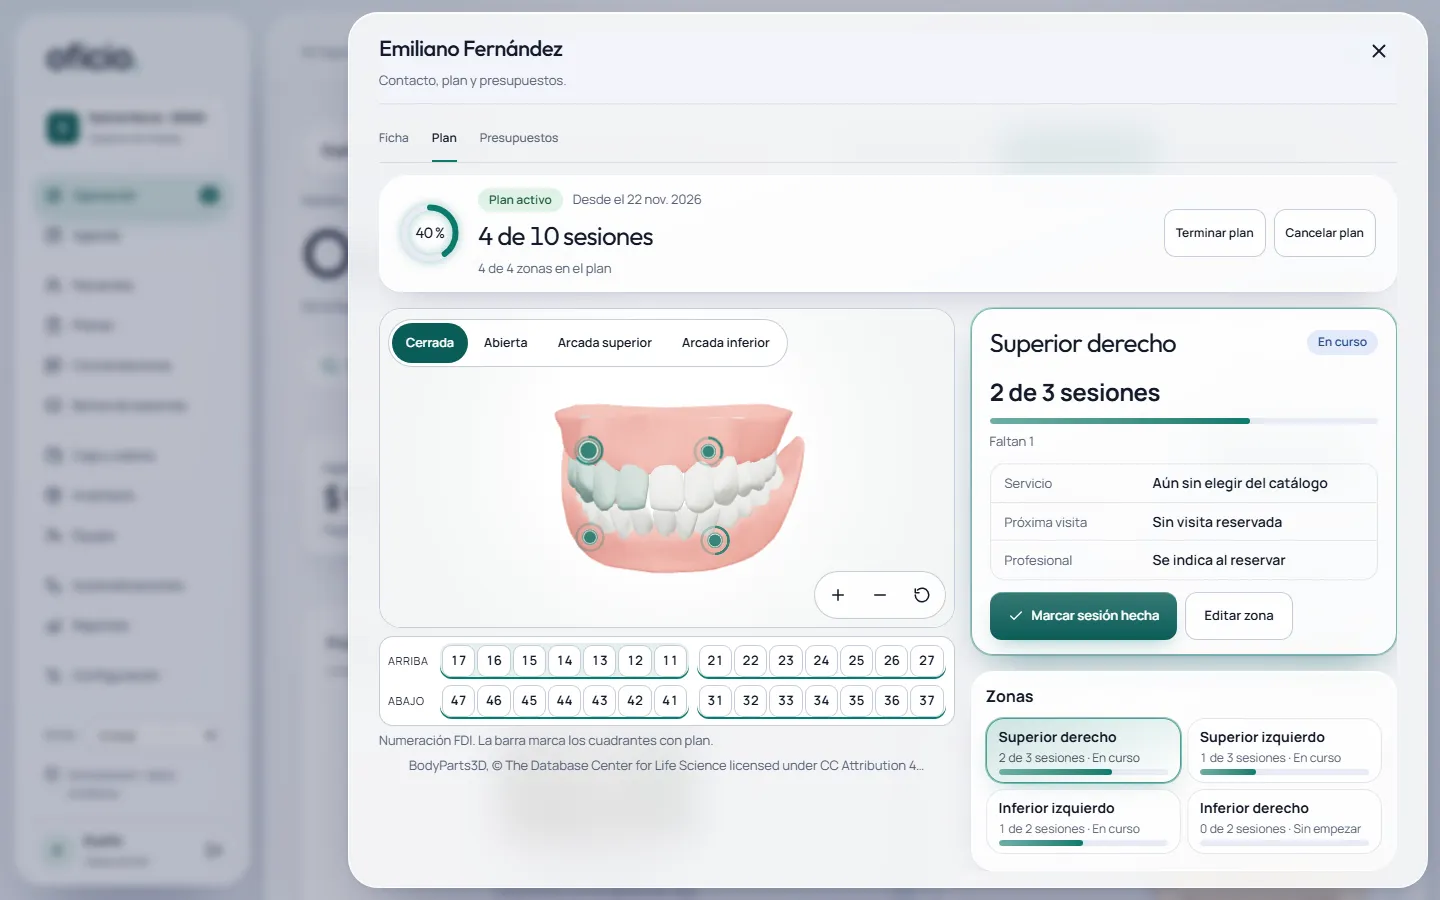 oficio.
Emiliano Fernández
Contacto, plan y presupuestos.
Ficha Plan Presupuestos
40 %
Plan activo Desde el 22 nov. 2026
4 de 10 sesiones
4 de 4 zonas en el plan
Terminar plan Cancelar plan
Cerrada Abierta Arcada superior Arcada inferior
ARRIBA 17 16 15 14 13 12 11 21 22 23 24 25 26 27
ABAJO 47 46 45 44 43 42 41 31 32 33 34 35 36 37
Numeración FDI. La barra marca los cuadrantes con plan.
BodyParts3D, © The Database Center for Life Science licensed under CC Attribution 4...
Superior derecho En curso
2 de 3 sesiones
Faltan 1
Servicio Aún sin elegir del catálogo
Próxima visita Sin visita reservada
Profesional Se indica al reservar
Marcar sesión hecha Editar zona
Zonas
Superior derecho
2 de 3 sesiones · En curso
Superior izquierdo
1 de 3 sesiones · En curso
Inferior izquierdo
1 de 2 sesiones · En curso
Inferior derecho
0 de 2 sesiones · Sin empezar